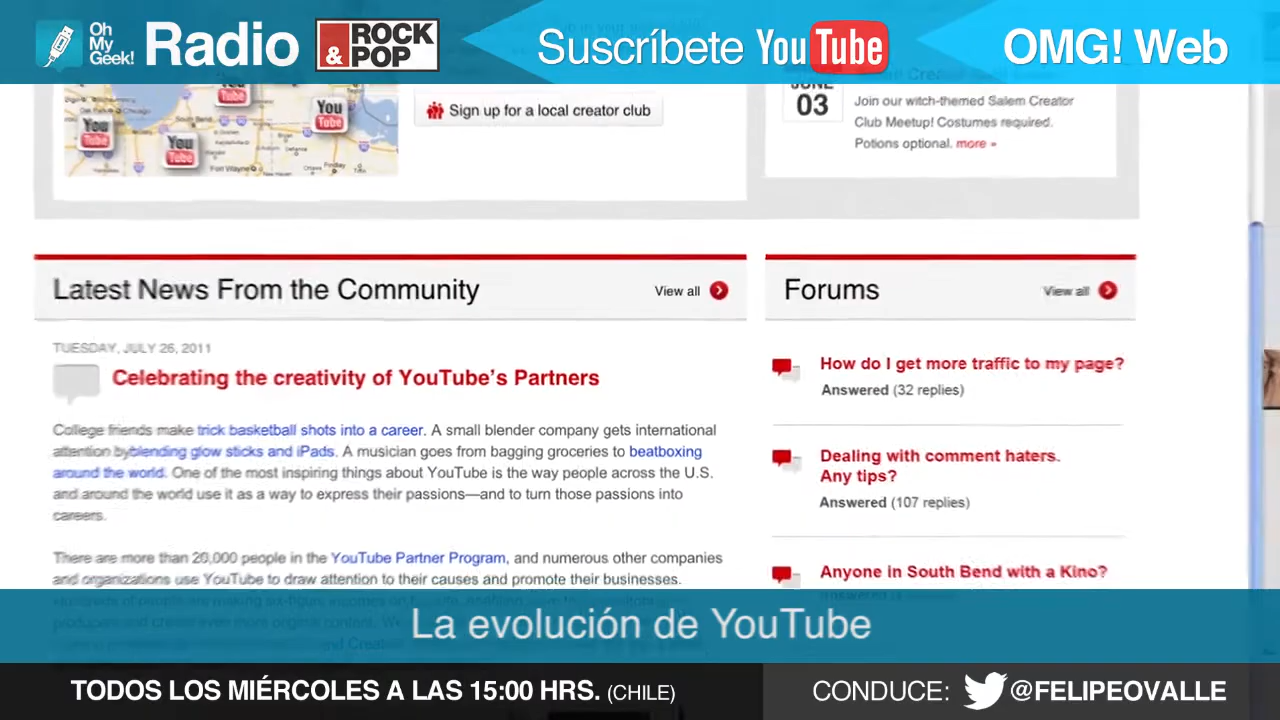 Oh My Geek! Radio ROCK & POP
Suscríbete YouTube
OMG! Web
You Tube
You Tube
You Tube
You Tube
Sign up for a local creator club
JUNE
03
Join our witch-themed Salem Creator
Club Meetup! Costumes required.
Potions optional. more »
Latest News From the Community
View all
TUESDAY, JULY 26, 2011
Celebrating the creativity of YouTube's Partners
College friends make trick basketball shots into a career. A small blender company gets international
attention by blending glow sticks and iPads. A musician goes from bagging groceries to beatboxing
around the world. One of the most inspiring things about YouTube is the way people across the U.S.
and around the world use it as a way to express their passions—and to turn those passions into
careers.
There are more than 20,000 people in the YouTube Partner Program, and numerous other companies
and organizations use YouTube to draw attention to their causes and promote their businesses.
Forums
View all
How do I get more traffic to my page?
Answered (32 replies)
Dealing with comment haters.
Any tips?
Answered (107 replies)
Anyone in South Bend with a Kino?
La evolución de YouTube
TODOS LOS MIÉRCOLES A LAS 15:00 HRS. (CHILE)
CONDUCE: @FELIPEOVALLE